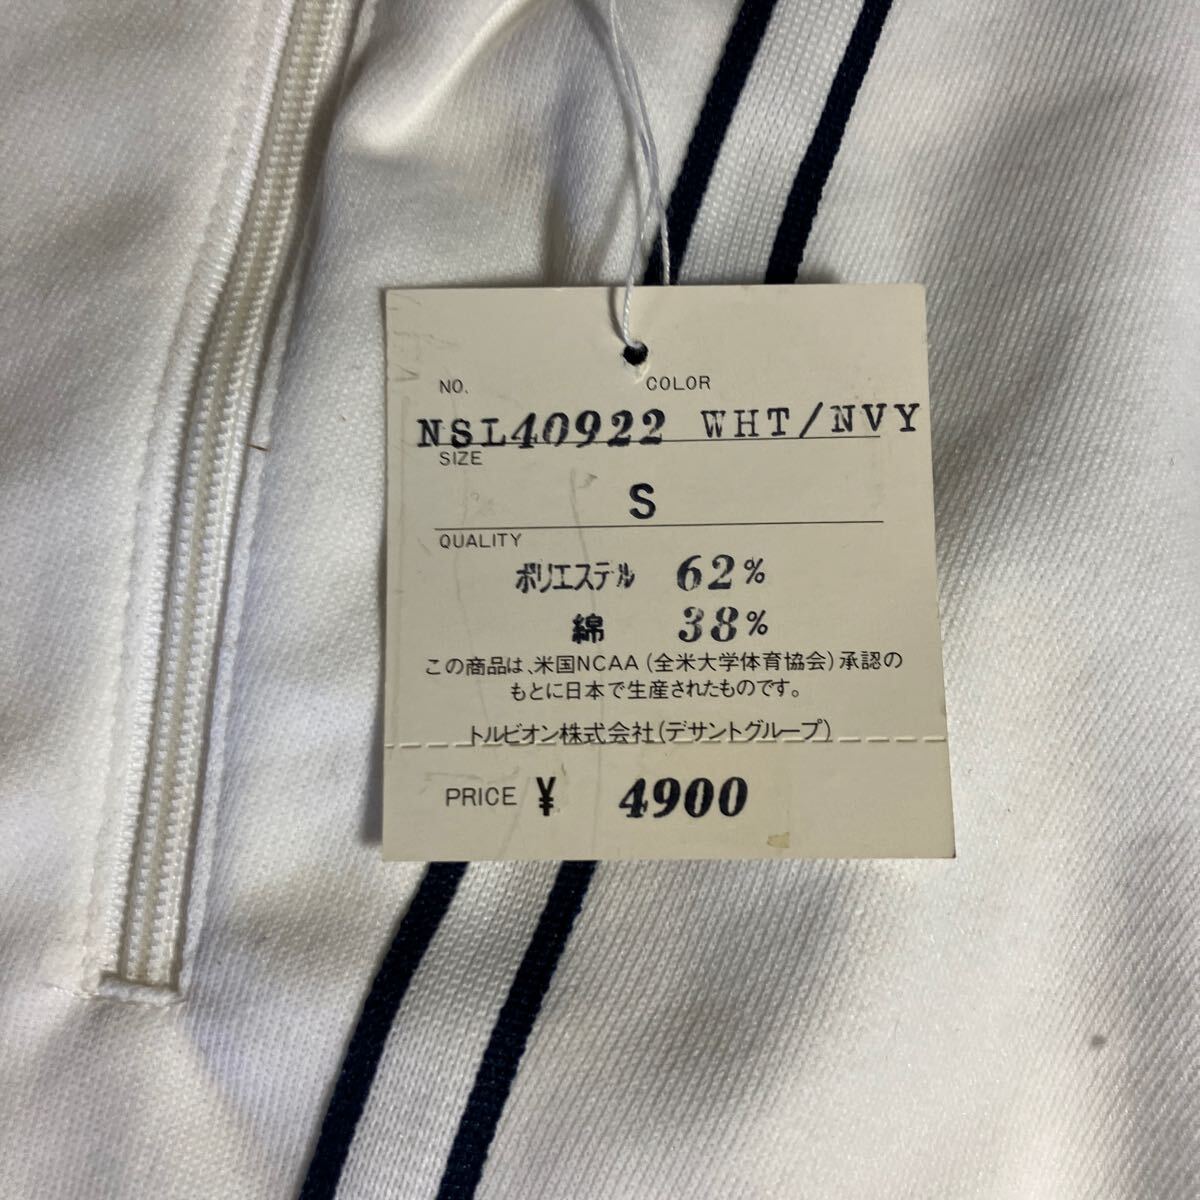 NO. COLOR
NSL40922 WHT/NVY
SIZE
S
QUALITY
ポリエステル 62%
綿 38%
この商品は、米国NCAA(全米大学体育協会)承認の
もとに日本で生産されたものです。
トルビオン株式会社(デサントグループ)
PRICE ¥ 4900